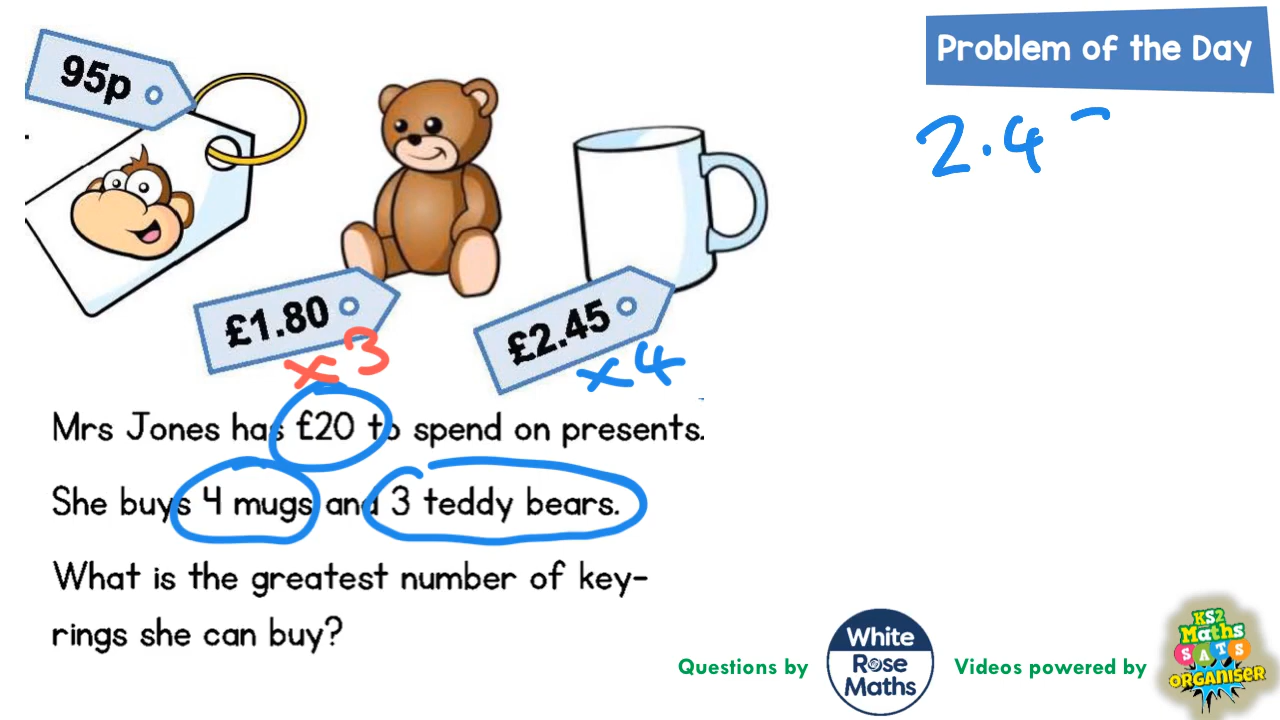 Problem of the Day
95p
2.4
£1.80
x3
£2.45
x4
Mrs Jones has £20 to spend on presents.
She buys 4 mugs and 3 teddy bears.
What is the greatest number of key-
rings she can buy?
Questions by
White
Rose
Maths
Videos powered by
KS2
Maths
SATS
ORGANISER